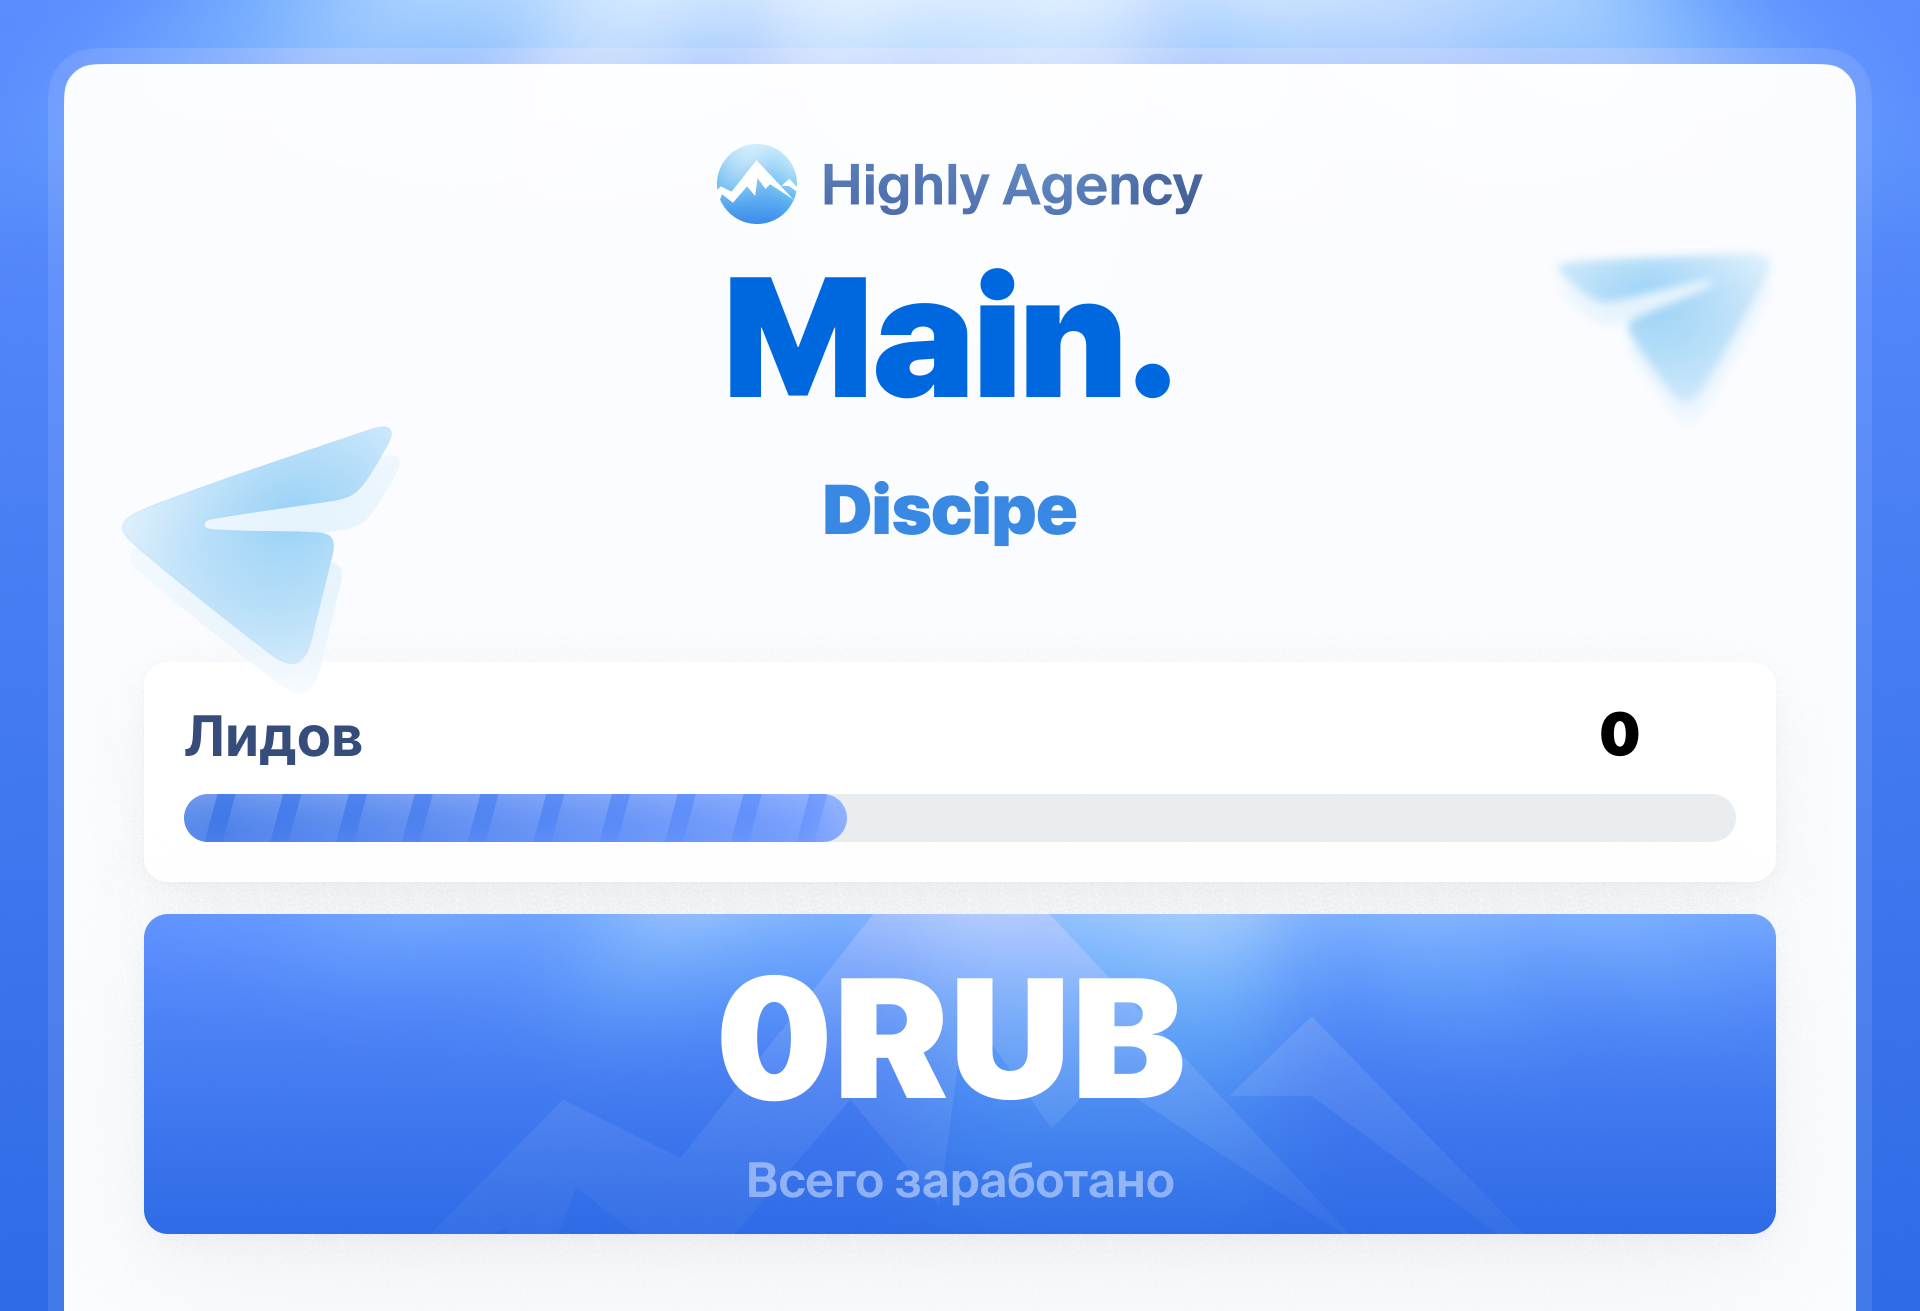 Highly Agency
Main.
Discipe
Лидов 0
0RUB
Всего заработано